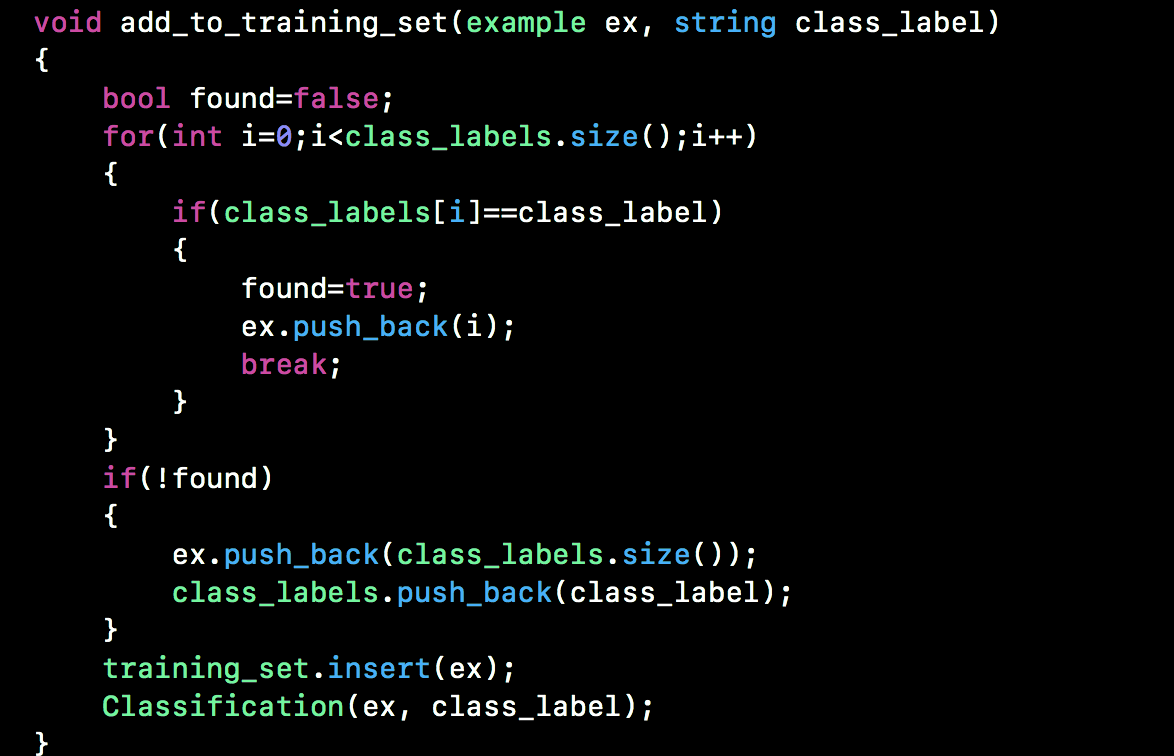 void add_to_training_set(example ex, string class_label)
{
    bool found=false;
    for(int i=0;i<class_labels.size();i++)
    {
        if(class_labels[i]==class_label)
        {
            found=true;
            ex.push_back(i);
            break;
        }
    }
    if(!found)
    {
        ex.push_back(class_labels.size());
        class_labels.push_back(class_label);
    }
    training_set.insert(ex);
    Classification(ex, class_label);
}